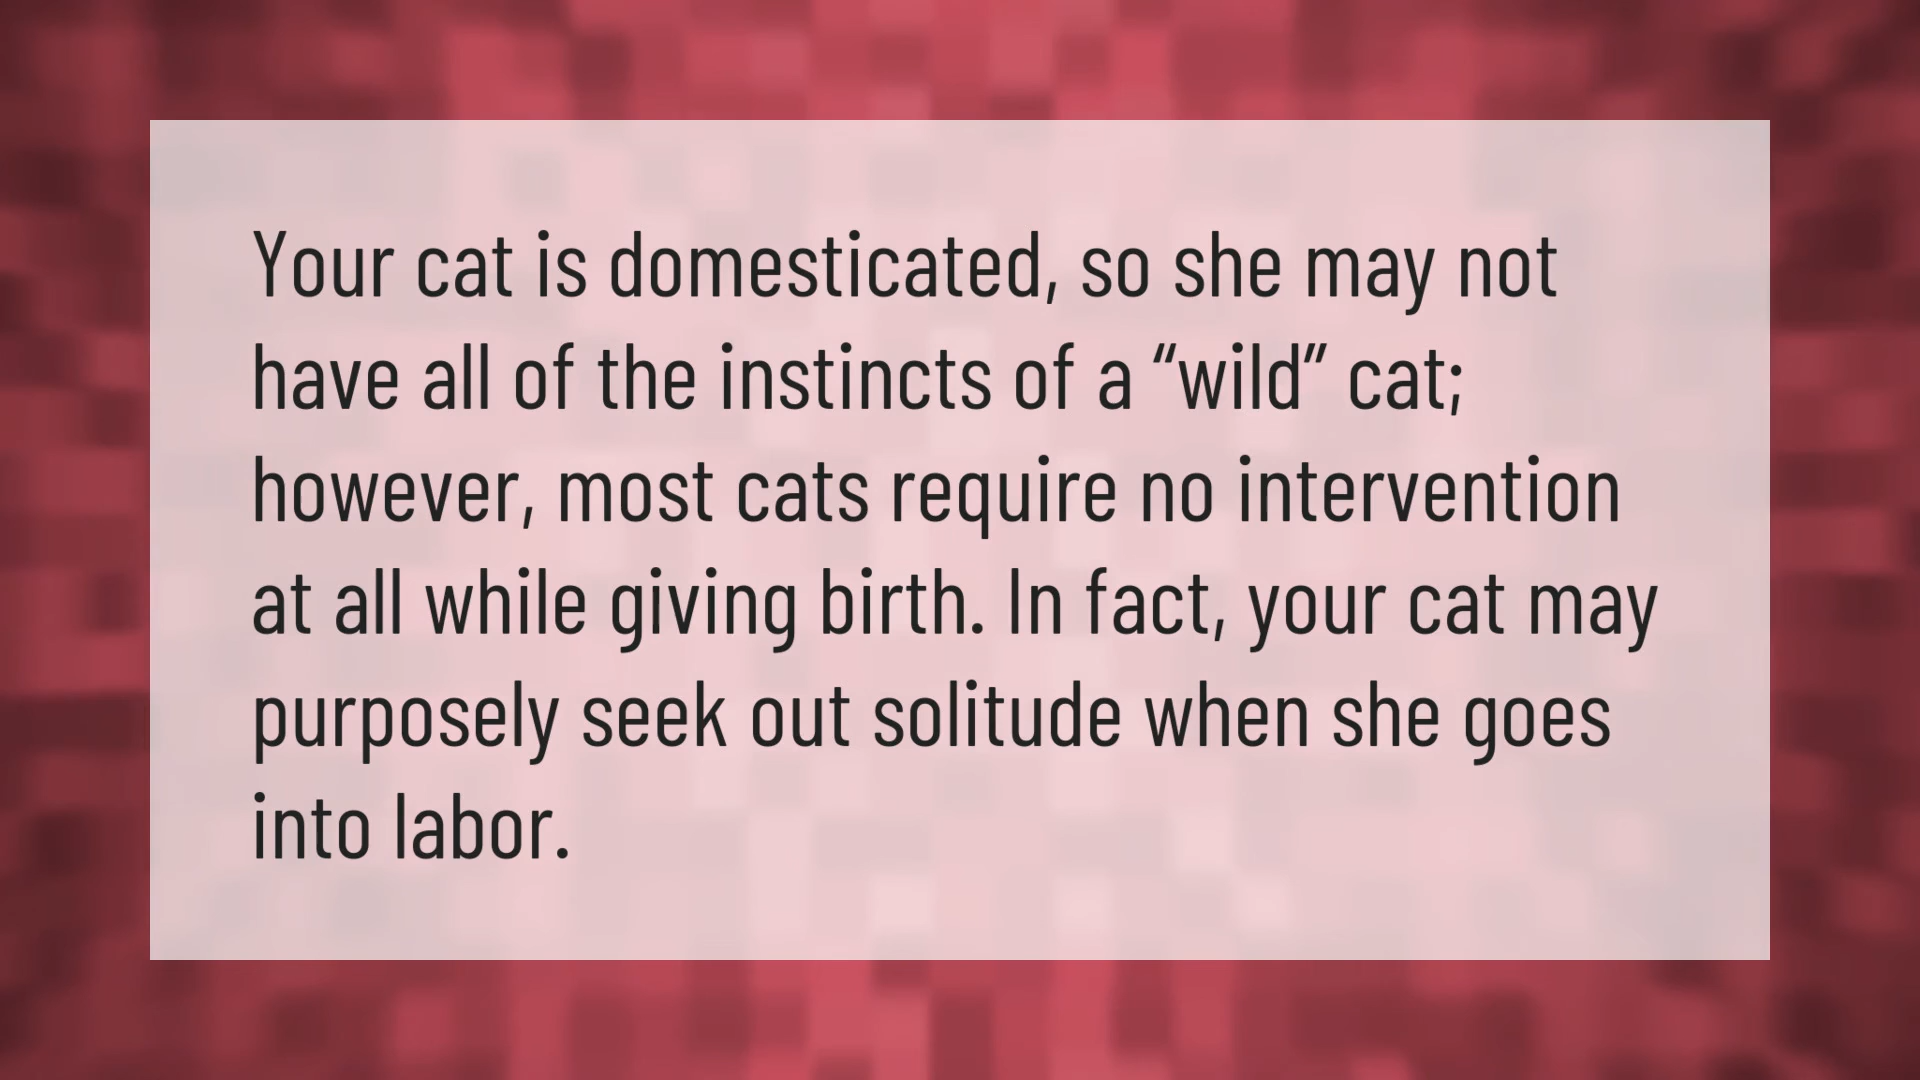 Your cat is domesticated, so she may not
have all of the instincts of a “wild” cat;
however, most cats require no intervention
at all while giving birth. In fact, your cat may
purposely seek out solitude when she goes
into labor.